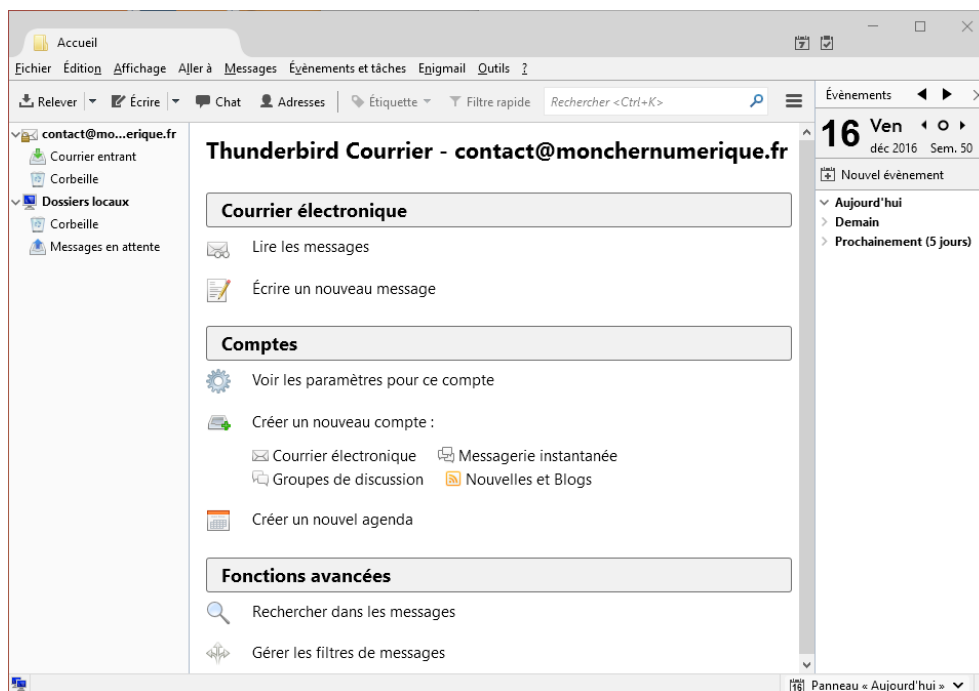 Accueil
Fichier Édition Affichage Aller à Messages Évènements et tâches Enigmail Outils ?
Relever Écrire Chat Adresses Étiquette Filtre rapide Rechercher <Ctrl+K>
contact@mo...erique.fr
Courrier entrant
Corbeille
Dossiers locaux
Corbeille
Messages en attente
Thunderbird Courrier - contact@monchernumerique.fr
Courrier électronique
Lire les messages
Écrire un nouveau message
Comptes
Voir les paramètres pour ce compte
Créer un nouveau compte :
Courrier électronique Messagerie instantanée
Groupes de discussion Nouvelles et Blogs
Créer un nouvel agenda
Fonctions avancées
Rechercher dans les messages
Gérer les filtres de messages
Évènements
16 Ven
déc 2016 Sem. 50
Nouvel évènement
Aujourd'hui
Demain
Prochainement (5 jours)
16 Panneau « Aujourd'hui »